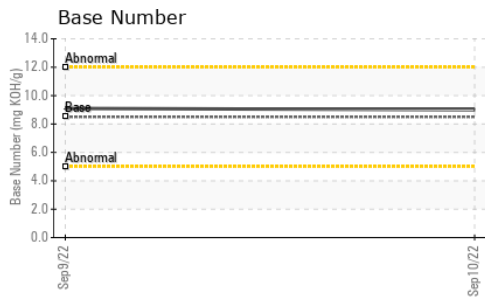 Base Number
Base Number (mg KOH/g)
14.0
12.0
10.0
8.0
6.0
4.0
2.0
0.0
Abnormal
Base
Abnormal
Sep9/22
Sep10/22